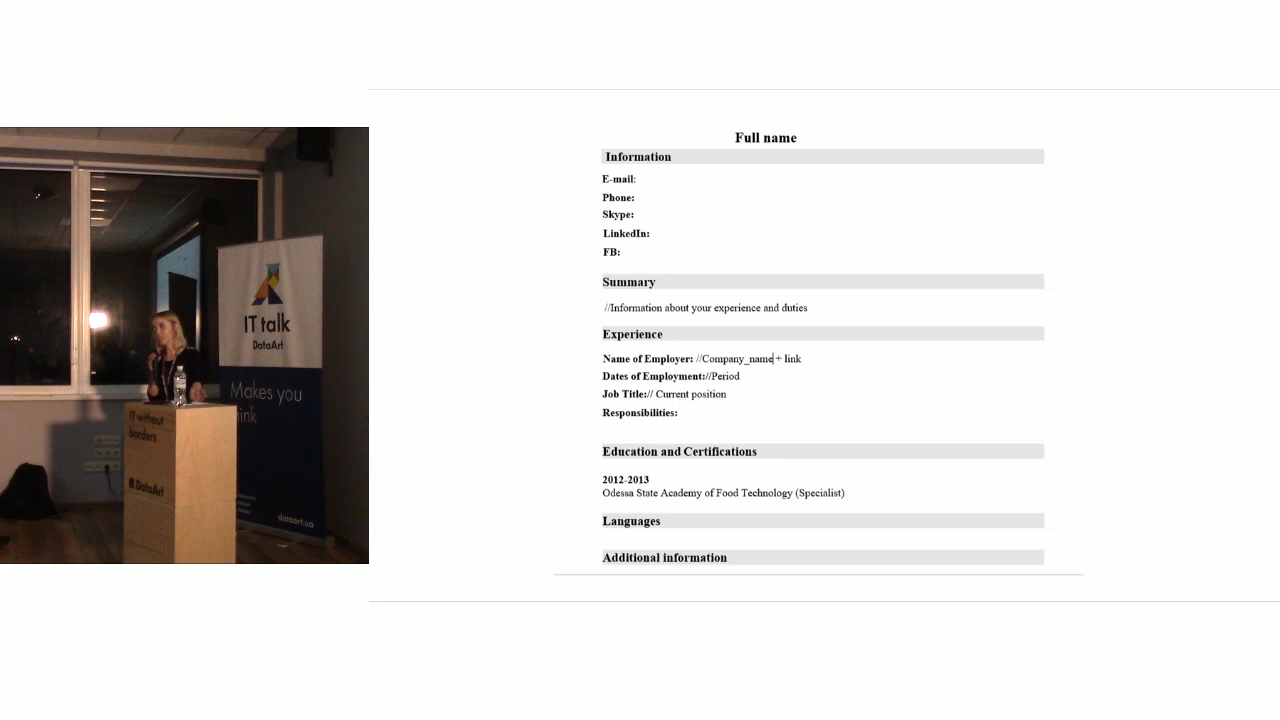 IT talk
DataArt
Makes you
IT without
borders
DataArt
dataart.ua
Full name
Information
E-mail:
Phone:
Skype:
LinkedIn:
FB:
Summary
//Information about your experience and duties
Experience
Name of Employer: //Company_name + link
Dates of Employment://Period
Job Title:// Current position
Responsibilities:
Education and Certifications
2012-2013
Odessa State Academy of Food Technology (Specialist)
Languages
Additional information